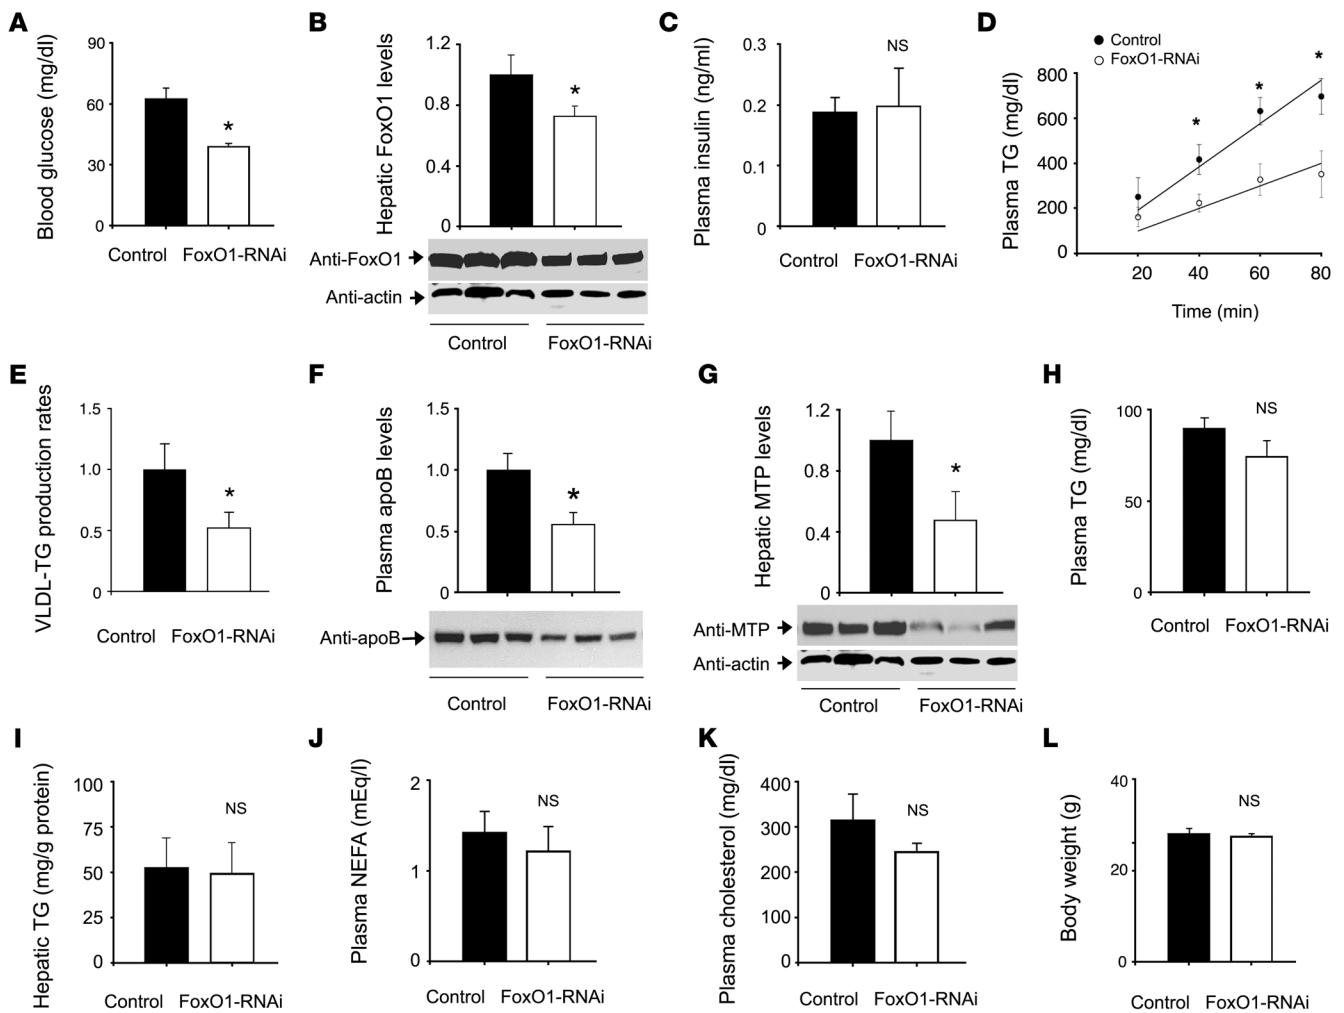 A
Blood glucose (mg/dl)
90
60
30
0
*
Control FoxO1-RNAi
B
Hepatic FoxO1 levels
1.2
0.8
0.4
0
*
Anti-FoxO1
Anti-actin
Control FoxO1-RNAi
C
Plasma insulin (ng/ml)
0.3
0.2
0.1
0
NS
Control FoxO1-RNAi
D
Control
FoxO1-RNAi
Plasma TG (mg/dl)
800
600
400
200
0
* * *
20 40 60 80
Time (min)
E
VLDL-TG production rates
1.5
1.0
0.5
0
*
Control FoxO1-RNAi
F
Plasma apoB levels
1.5
1.0
0.5
0
*
Anti-apoB
Control FoxO1-RNAi
G
Hepatic MTP levels
1.2
0.8
0.4
0
*
Anti-MTP
Anti-actin
Control FoxO1-RNAi
H
Plasma TG (mg/dl)
100
50
0
NS
Control FoxO1-RNAi
I
Hepatic TG (mg/g protein)
100
75
50
25
0
NS
Control FoxO1-RNAi
J
Plasma NEFA (mEq/l)
2
1
0
NS
Control FoxO1-RNAi
K
Plasma cholesterol (mg/dl)
400
300
200
100
0
NS
Control FoxO1-RNAi
L
Body weight (g)
40
20
0
NS
Control FoxO1-RNAi